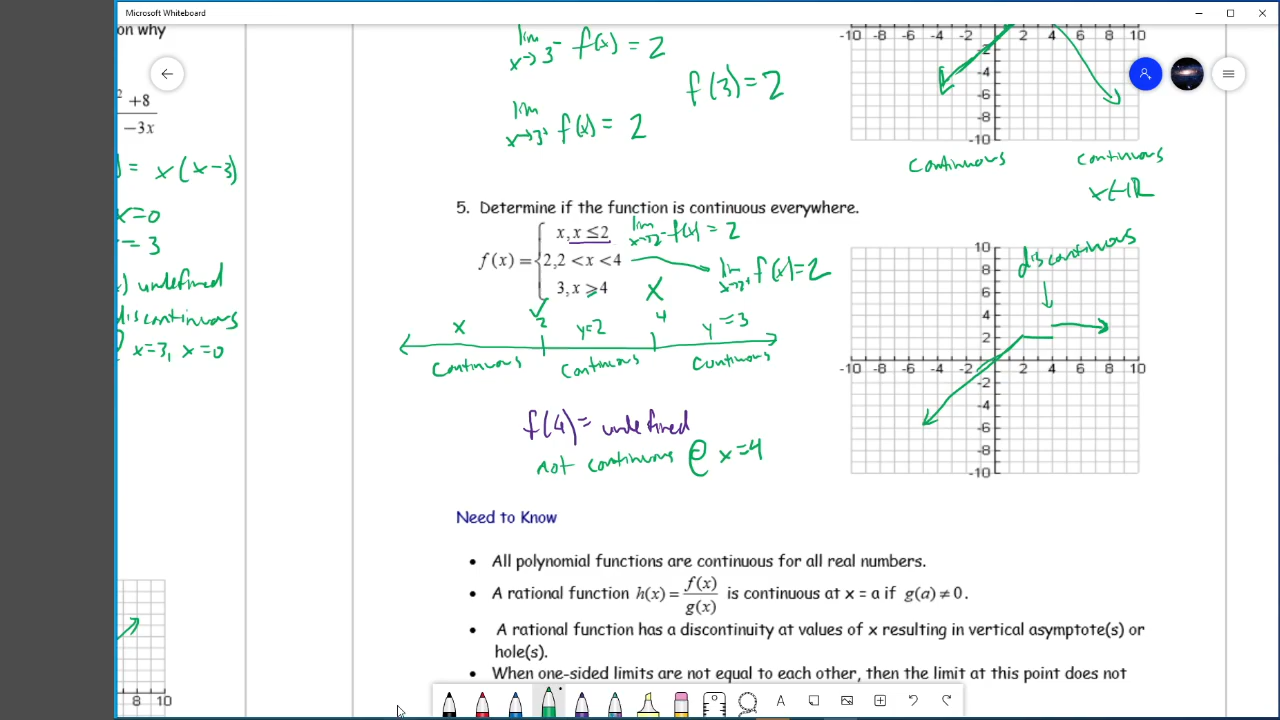 Microsoft Whiteboard
on why
² +8
−3x
= x(x−3)
x=0
= 3
undefined
discontinuous
@ x=3, x=0
8 10
lim x→3⁻ f(x) = 2
f(3)=2
lim x→3⁺ f(x) = 2
-10 -8 -6 -4 -2 2 4 6 8 10
-2
-4
-6
-8
-10
continuous
continuous
x∈ℝ
5. Determine if the function is continuous everywhere.
f(x) = { x, x ≤ 2
2, 2 < x < 4
3, x ≥ 4
lim x→2⁻ f(x) = 2
lim x→2⁺ f(x) = 2
x 2 y=2 4 y=3
continuous continuous continuous
f(4)= undefined
not continuous @ x=4
discontinuous
10
8
6
4
2
-10 -8 -6 -4 -2 2 4 6 8 10
-2
-4
-6
-8
-10
Need to Know
• All polynomial functions are continuous for all real numbers.
• A rational function h(x) = f(x)/g(x) is continuous at x = a if g(a) ≠ 0.
• A rational function has a discontinuity at values of x resulting in vertical asymptote(s) or
hole(s).
• When one-sided limits are not equal to each other, then the limit at this point does not